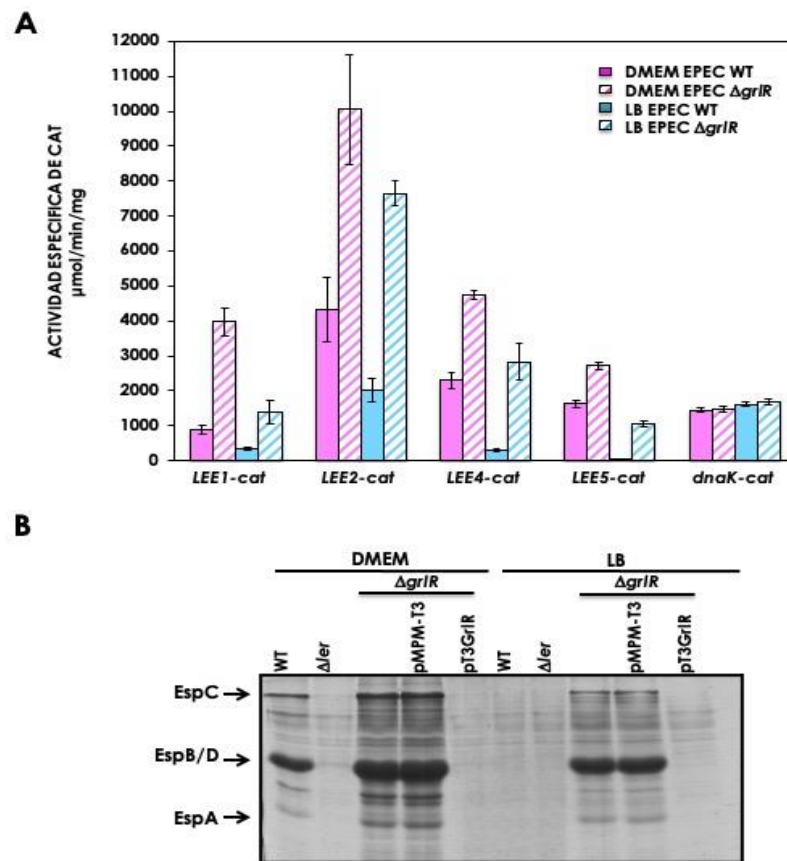 A
ACTIVIDAD ESPECIFICA DE CAT
µmol/min/mg
12000
11000
10000
9000
8000
7000
6000
5000
4000
3000
2000
1000
0
DMEM EPEC WT
DMEM EPEC ΔgrlR
LB EPEC WT
LB EPEC ΔgrlR
LEE1-cat LEE2-cat LEE4-cat LEE5-cat dnaK-cat
B
DMEM LB
ΔgrlR ΔgrlR
WT Δler pMPM-T3 pT3GrlR WT Δler pMPM-T3 pT3GrlR
EspC
EspB/D
EspA